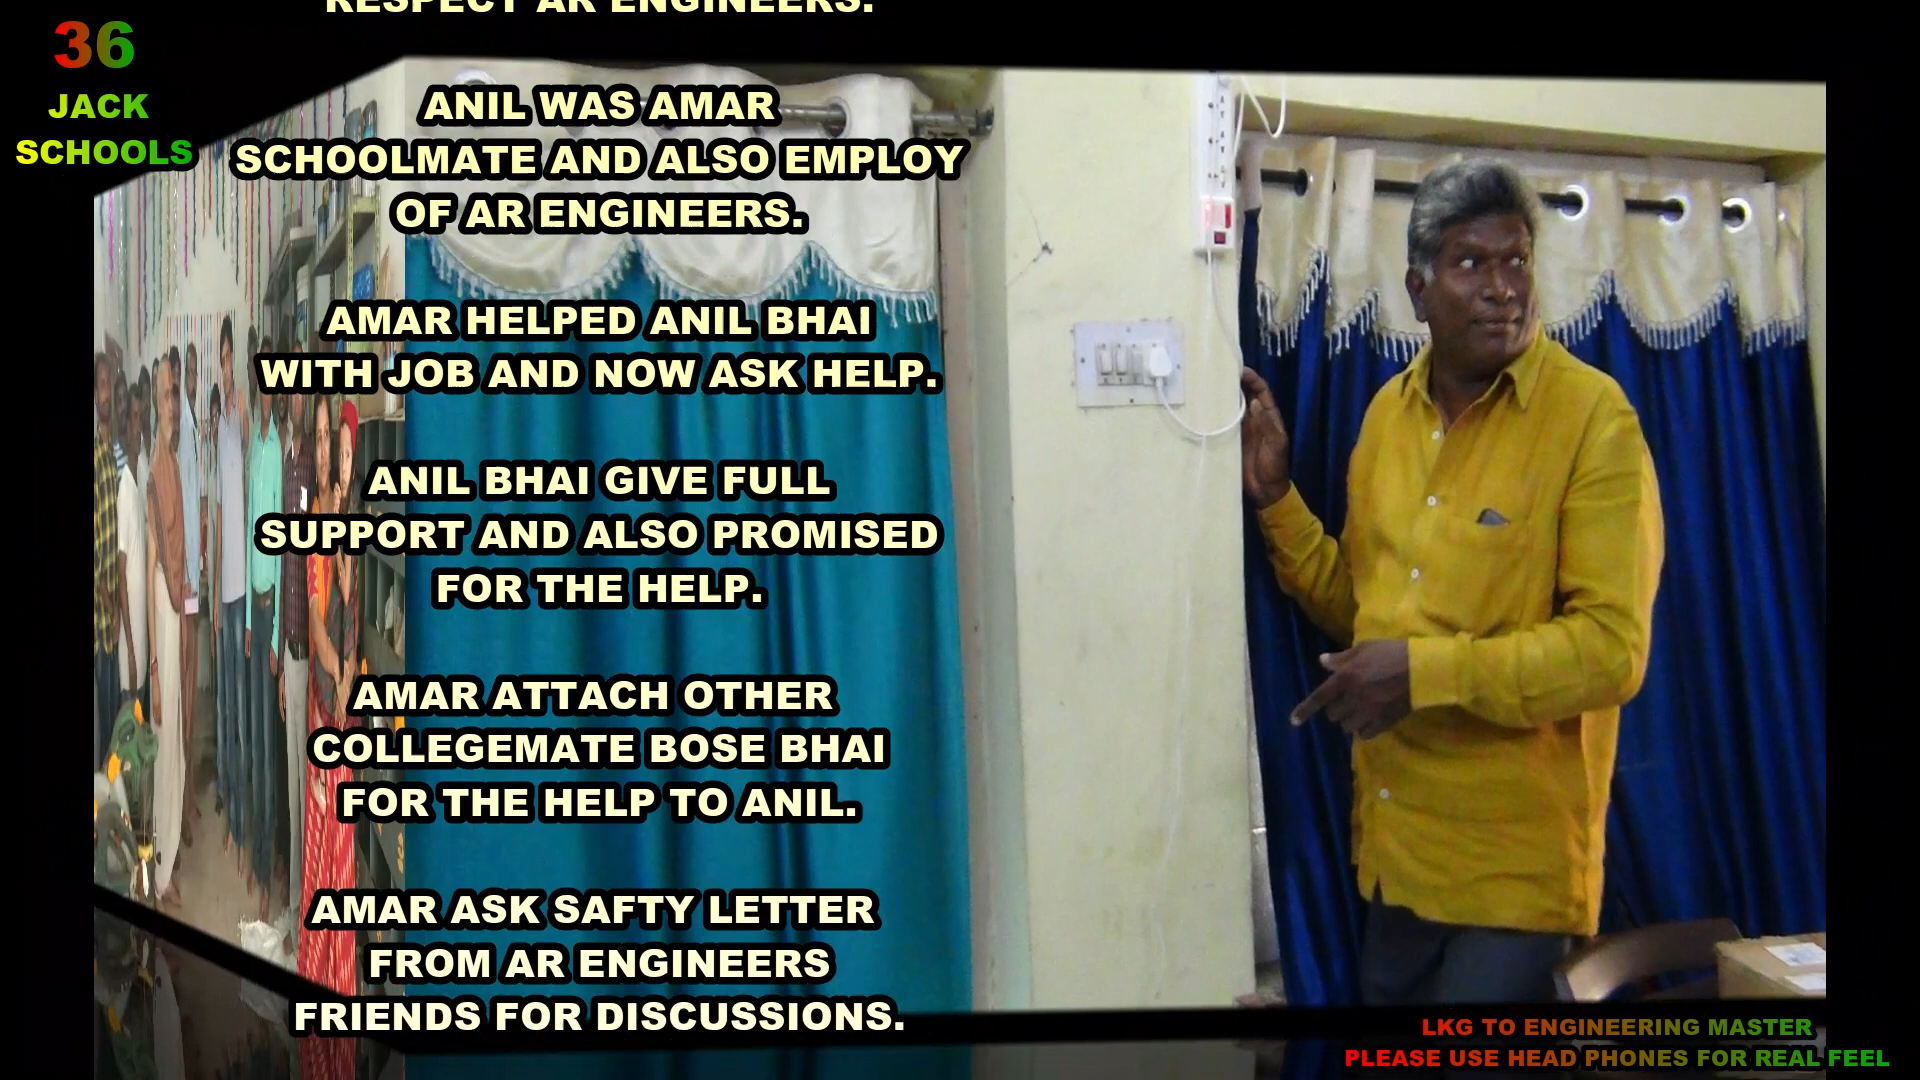 RESPECT AR ENGINEERS.
36
JACK
SCHOOLS
ANIL WAS AMAR
SCHOOLMATE AND ALSO EMPLOY
OF AR ENGINEERS.
AMAR HELPED ANIL BHAI
WITH JOB AND NOW ASK HELP.
ANIL BHAI GIVE FULL
SUPPORT AND ALSO PROMISED
FOR THE HELP.
AMAR ATTACH OTHER
COLLEGEMATE BOSE BHAI
FOR THE HELP TO ANIL.
AMAR ASK SAFTY LETTER
FROM AR ENGINEERS
FRIENDS FOR DISCUSSIONS.
LKG TO ENGINEERING MASTER
PLEASE USE HEAD PHONES FOR REAL FEEL